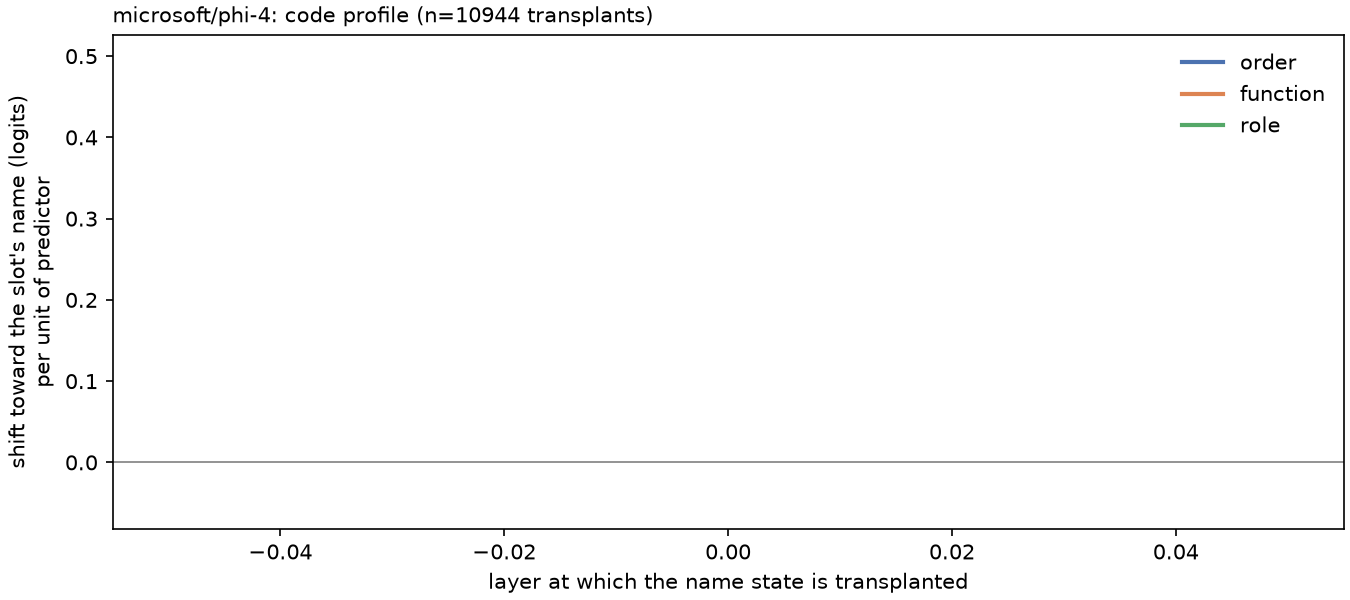 microsoft/phi-4: code profile (n=10944 transplants)
shift toward the slot's name (logits)
per unit of predictor
0.5
0.4
0.3
0.2
0.1
0.0
order
function
role
−0.04
−0.02
0.00
0.02
0.04
layer at which the name state is transplanted